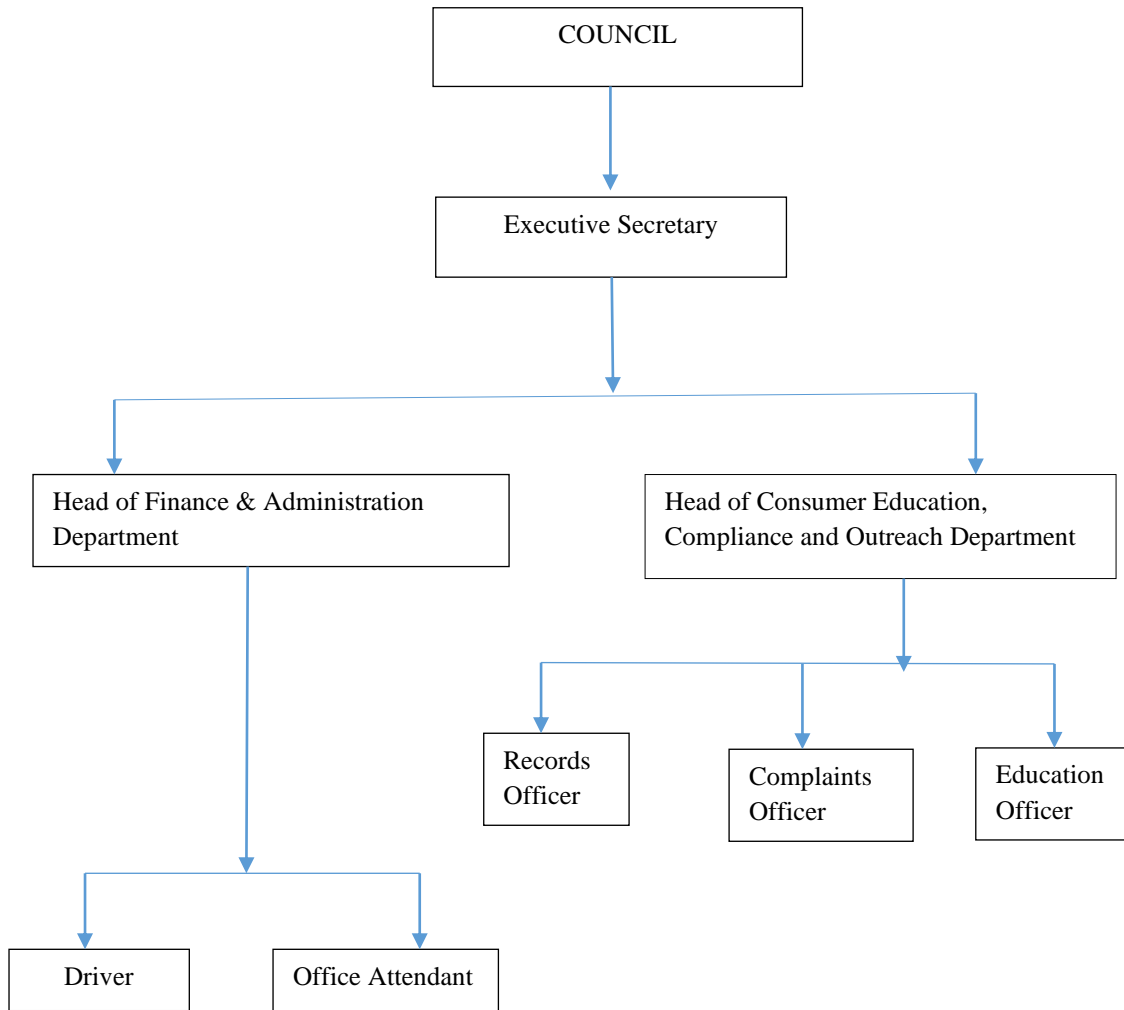 COUNCIL
Executive Secretary
Head of Finance & Administration
Department
Head of Consumer Education,
Compliance and Outreach Department
Records
Officer
Complaints
Officer
Education
Officer
Driver
Office Attendant